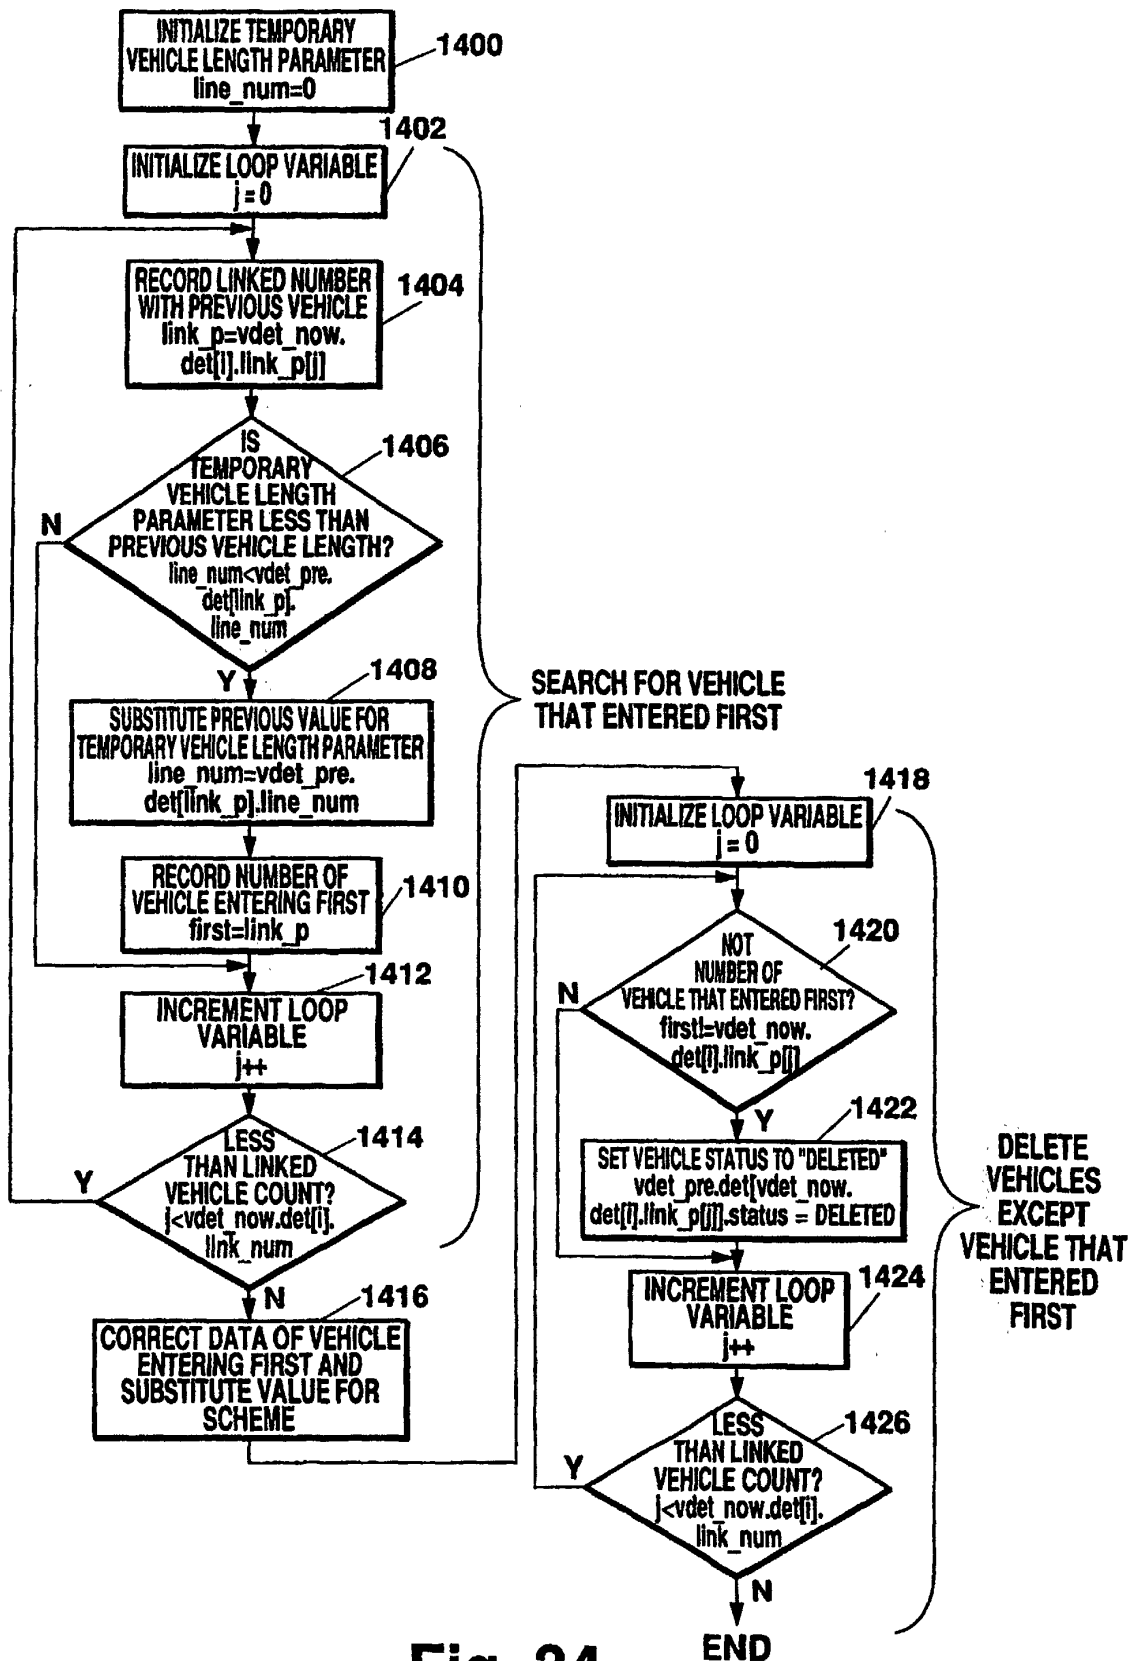 INITIALIZE TEMPORARY
VEHICLE LENGTH PARAMETER
line_num=0
1400
1402
INITIALIZE LOOP VARIABLE
j = 0
RECORD LINKED NUMBER
WITH PREVIOUS VEHICLE
link_p=vdet_now.
det[i].link_p[j]
1404
IS
TEMPORARY
VEHICLE LENGTH
PARAMETER LESS THAN
PREVIOUS VEHICLE LENGTH?
line_num<vdet_pre.
det[link_p].
line_num
1406
N
Y
1408
SUBSTITUTE PREVIOUS VALUE FOR
TEMPORARY VEHICLE LENGTH PARAMETER
line_num=vdet_pre.
det[link_p].line_num
RECORD NUMBER OF
VEHICLE ENTERING FIRST
first=link_p
1410
1412
INCREMENT LOOP
VARIABLE
j++
1414
LESS
THAN LINKED
VEHICLE COUNT?
j<vdet_now.det[i].
link_num
Y
N
1416
CORRECT DATA OF VEHICLE
ENTERING FIRST AND
SUBSTITUTE VALUE FOR
SCHEME
SEARCH FOR VEHICLE
THAT ENTERED FIRST
1418
INITIALIZE LOOP VARIABLE
j = 0
1420
NOT
NUMBER OF
VEHICLE THAT ENTERED FIRST?
first!=vdet_now.
det[i].link_p[j]
N
Y
1422
SET VEHICLE STATUS TO "DELETED"
vdet_pre.det[vdet_now.
det[i].link_p[j]].status = DELETED
1424
INCREMENT LOOP
VARIABLE
j++
1426
LESS
THAN LINKED
VEHICLE COUNT?
j<vdet_now.det[i].
link_num
Y
N
END
DELETE
VEHICLES
EXCEPT
VEHICLE THAT
ENTERED
FIRST
Fig. 24